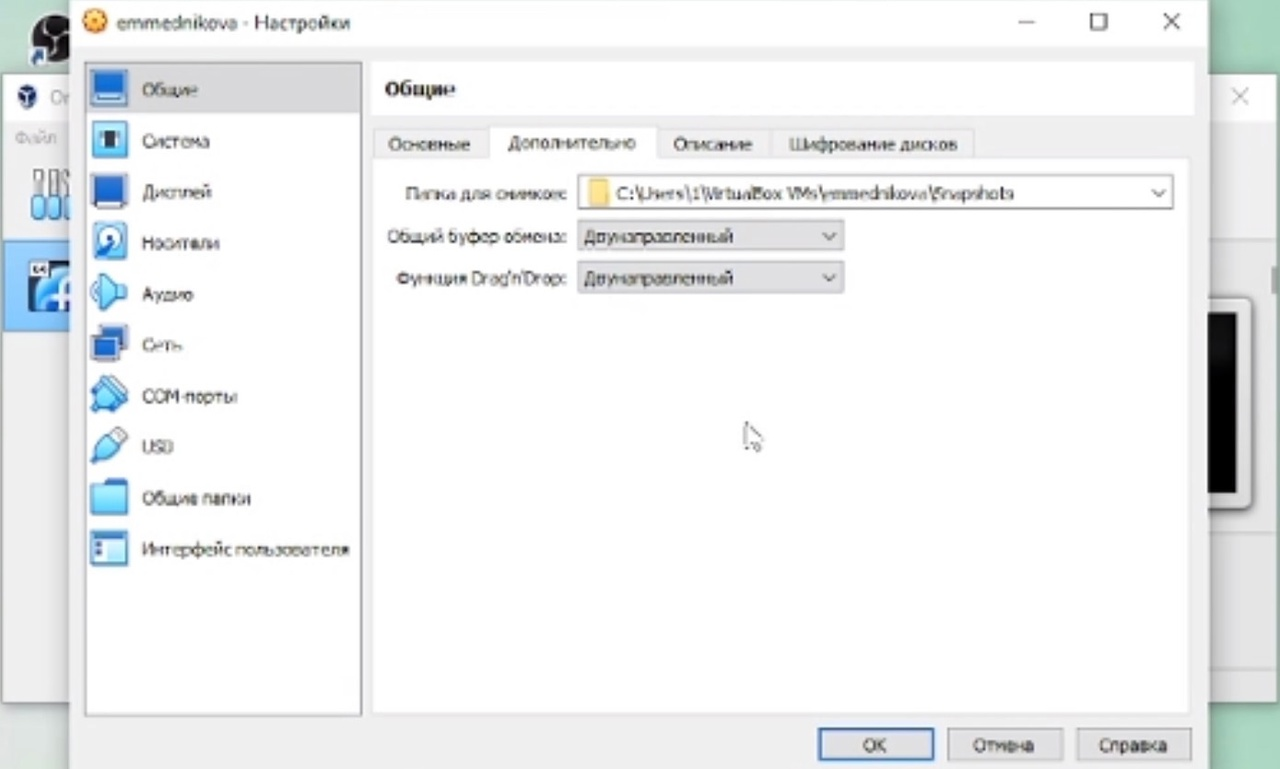 emmednikova - Настройки
Файл
64
Общие
Система
Дисплей
Носители
Аудио
Сеть
COM-порты
USB
Общие папки
Интерфейс пользователя
Общие
Основные
Дополнительно
Описание
Шифрование дисков
Папка для снимков: C:\Users\1\VirtualBox VMs\emmednikova\Snapshots
Общий буфер обмена: Двунаправленный
Функция Drag'n'Drop: Двунаправленный
OK
Отмена
Справка